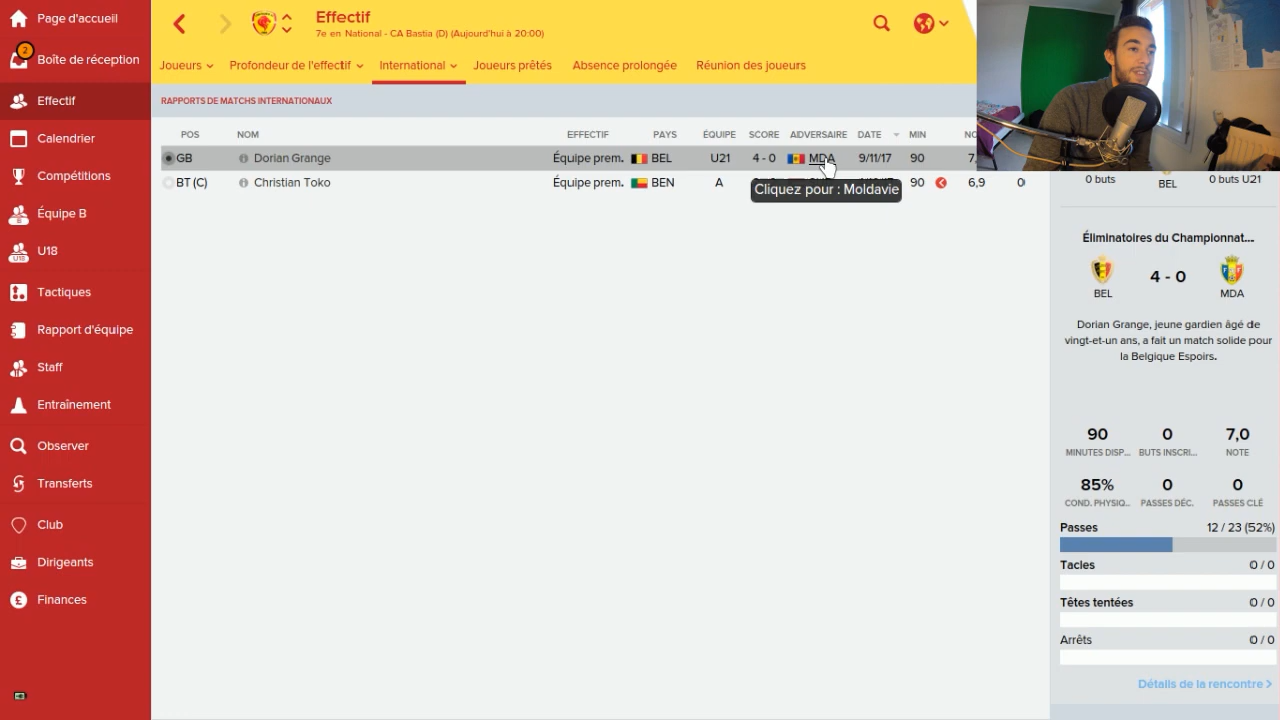 Page d'accueil
2
Boîte de réception
Effectif
Calendrier
Compétitions
Équipe B
U18
Tactiques
Rapport d'équipe
Staff
Entraînement
Observer
Transferts
Club
Dirigeants
Finances
Effectif
7e en National - CA Bastia (D) (Aujourd'hui à 20:00)
Joueurs
Profondeur de l'effectif
International
Joueurs prêtés
Absence prolongée
Réunion des joueurs
RAPPORTS DE MATCHS INTERNATIONAUX
POS NOM EFFECTIF PAYS ÉQUIPE SCORE ADVERSAIRE DATE MIN
GB Dorian Grange Équipe prem. BEL U21 4 - 0 MDA 9/11/17 90 7,
BT (C) Christian Toko Équipe prem. BEN A 90 6,9
Cliquez pour : Moldavie
0 buts BEL 0 buts U21
Éliminatoires du Championnat...
BEL 4 - 0 MDA
Dorian Grange, jeune gardien âgé de
vingt-et-un ans, a fait un match solide pour
la Belgique Espoirs.
90 0 7,0
MINUTES DISP... BUTS INSCRI... NOTE
85% 0 0
COND. PHYSIQ... PASSES DÉC. PASSES CLÉ
Passes 12 / 23 (52%)
Tacles 0 / 0
Têtes tentées 0 / 0
Arrêts 0 / 0
Détails de la rencontre >